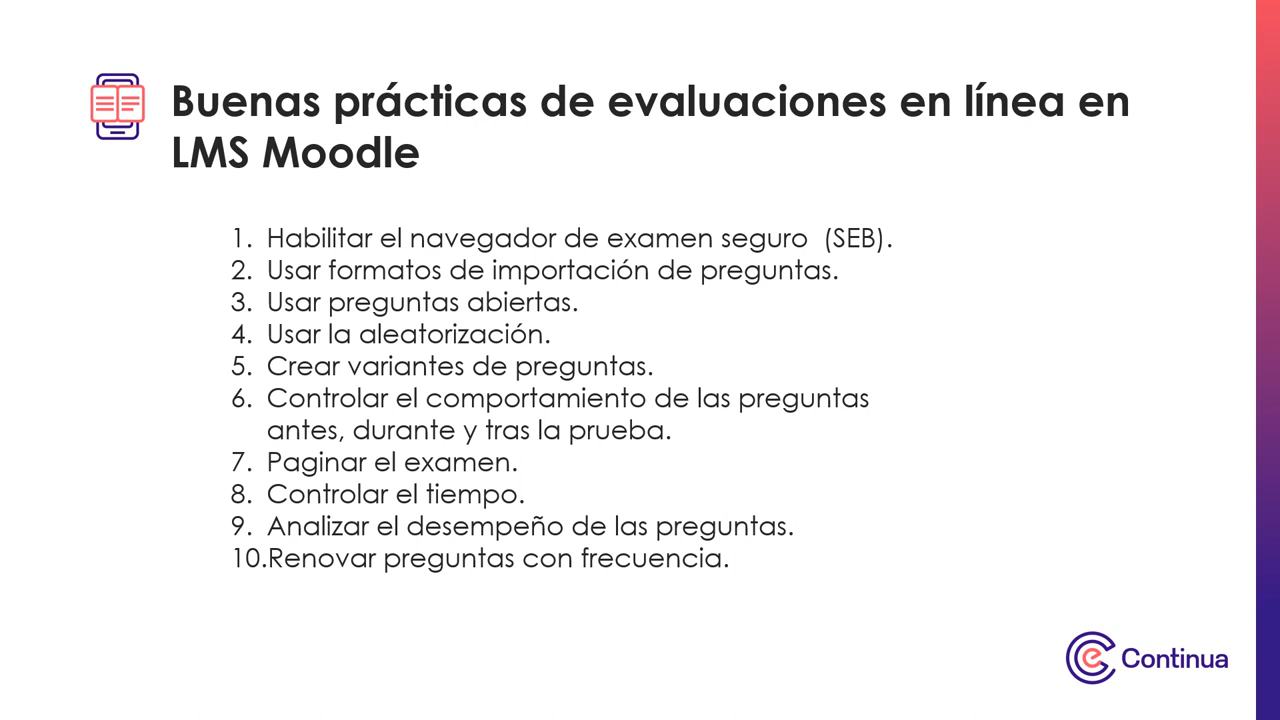 Buenas prácticas de evaluaciones en línea en
LMS Moodle
1. Habilitar el navegador de examen seguro (SEB).
2. Usar formatos de importación de preguntas.
3. Usar preguntas abiertas.
4. Usar la aleatorización.
5. Crear variantes de preguntas.
6. Controlar el comportamiento de las preguntas
antes, durante y tras la prueba.
7. Paginar el examen.
8. Controlar el tiempo.
9. Analizar el desempeño de las preguntas.
10.Renovar preguntas con frecuencia.
Continua